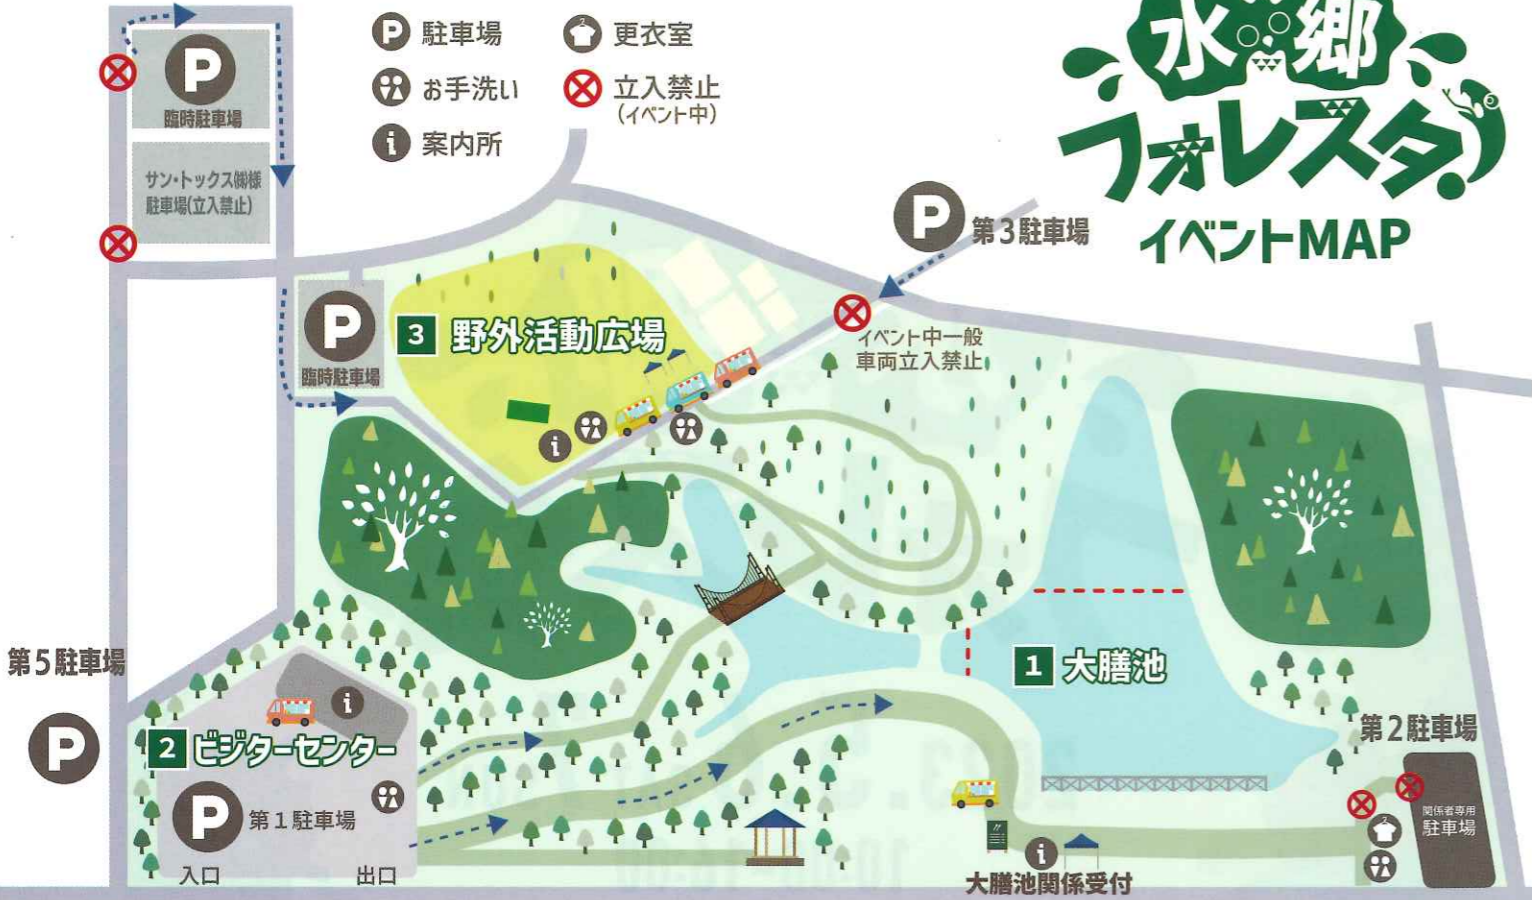 P 駐車場
更衣室
お手洗い
立入禁止
(イベント中)
i 案内所
水郷
フォレスタ
イベントMAP
P
臨時駐車場
サン・トックス㈱様
駐車場(立入禁止)
P
第3駐車場
P
臨時駐車場
3 野外活動広場
イベント中一般
車両立入禁止
i
1 大膳池
第5駐車場
P
i
2 ビジターセンター
P 第1駐車場
入口
出口
第2駐車場
関係者専用
駐車場
i
大膳池関係受付